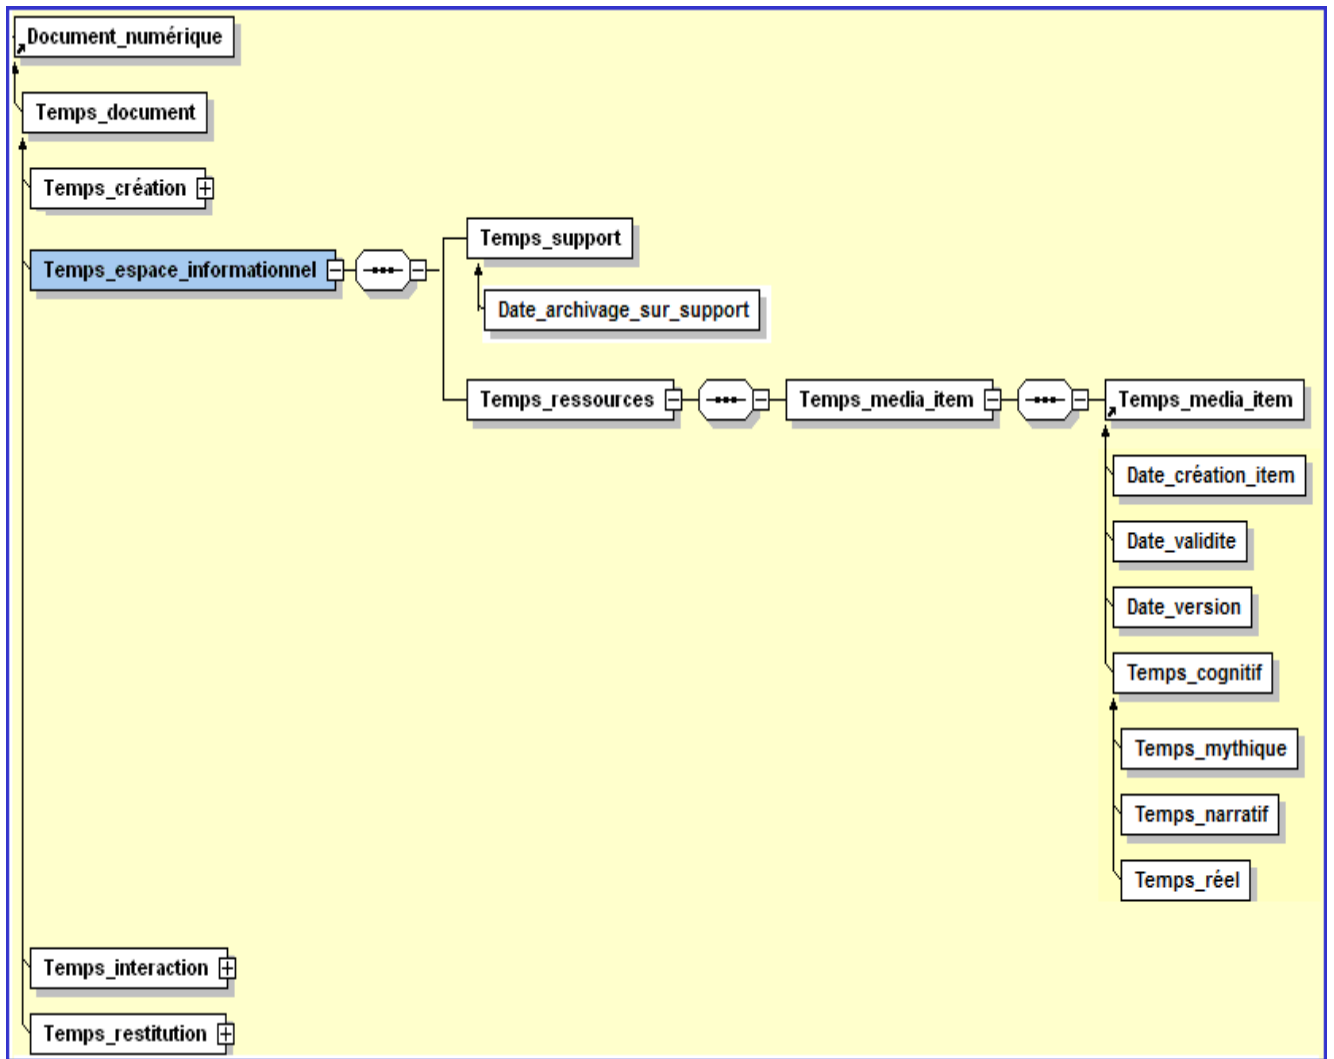 Document_numérique
Temps_document
Temps_création
Temps_support
Temps_espace_informationnel
Date_archivage_sur_support
Temps_ressources
Temps_media_item
Temps_media_item
Date_création_item
Date_validite
Date_version
Temps_cognitif
Temps_mythique
Temps_narratif
Temps_réel
Temps_interaction
Temps_restitution